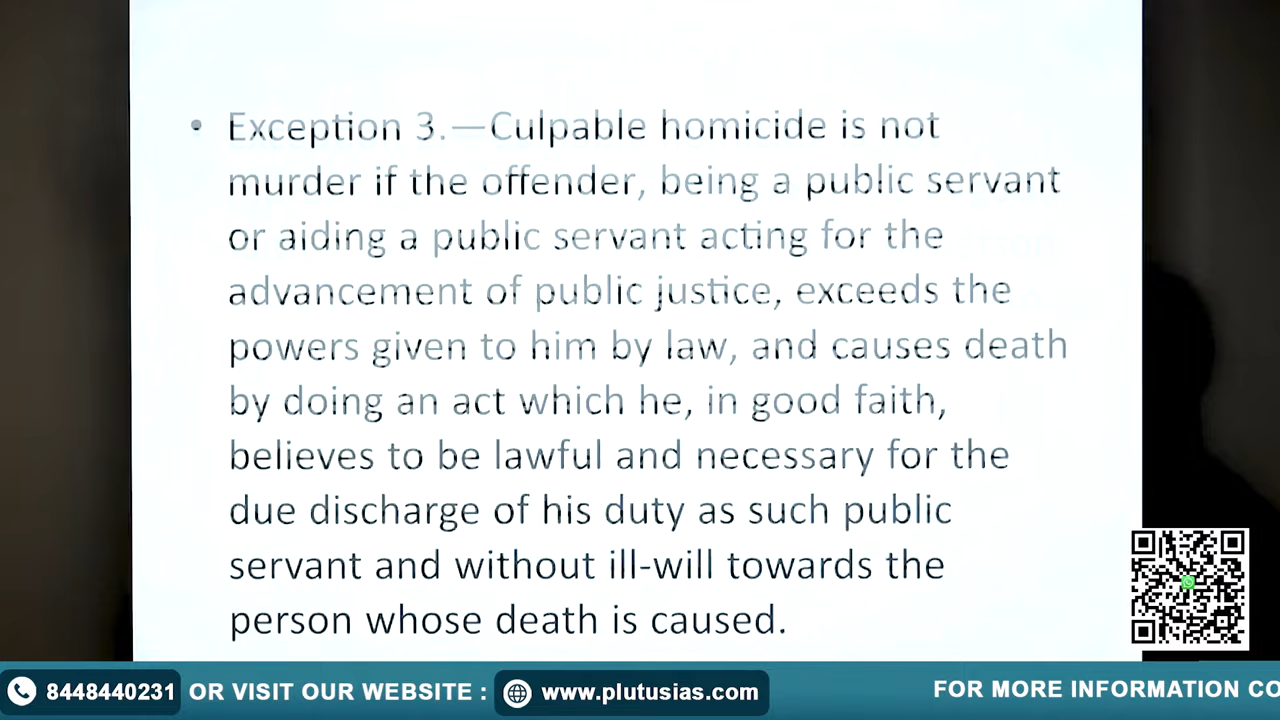 • Exception 3.—Culpable homicide is not
murder if the offender, being a public servant
or aiding a public servant acting for the
advancement of public justice, exceeds the
powers given to him by law, and causes death
by doing an act which he, in good faith,
believes to be lawful and necessary for the
due discharge of his duty as such public
servant and without ill-will towards the
person whose death is caused.
8448440231 OR VISIT OUR WEBSITE : www.plutusias.com FOR MORE INFORMATION CO